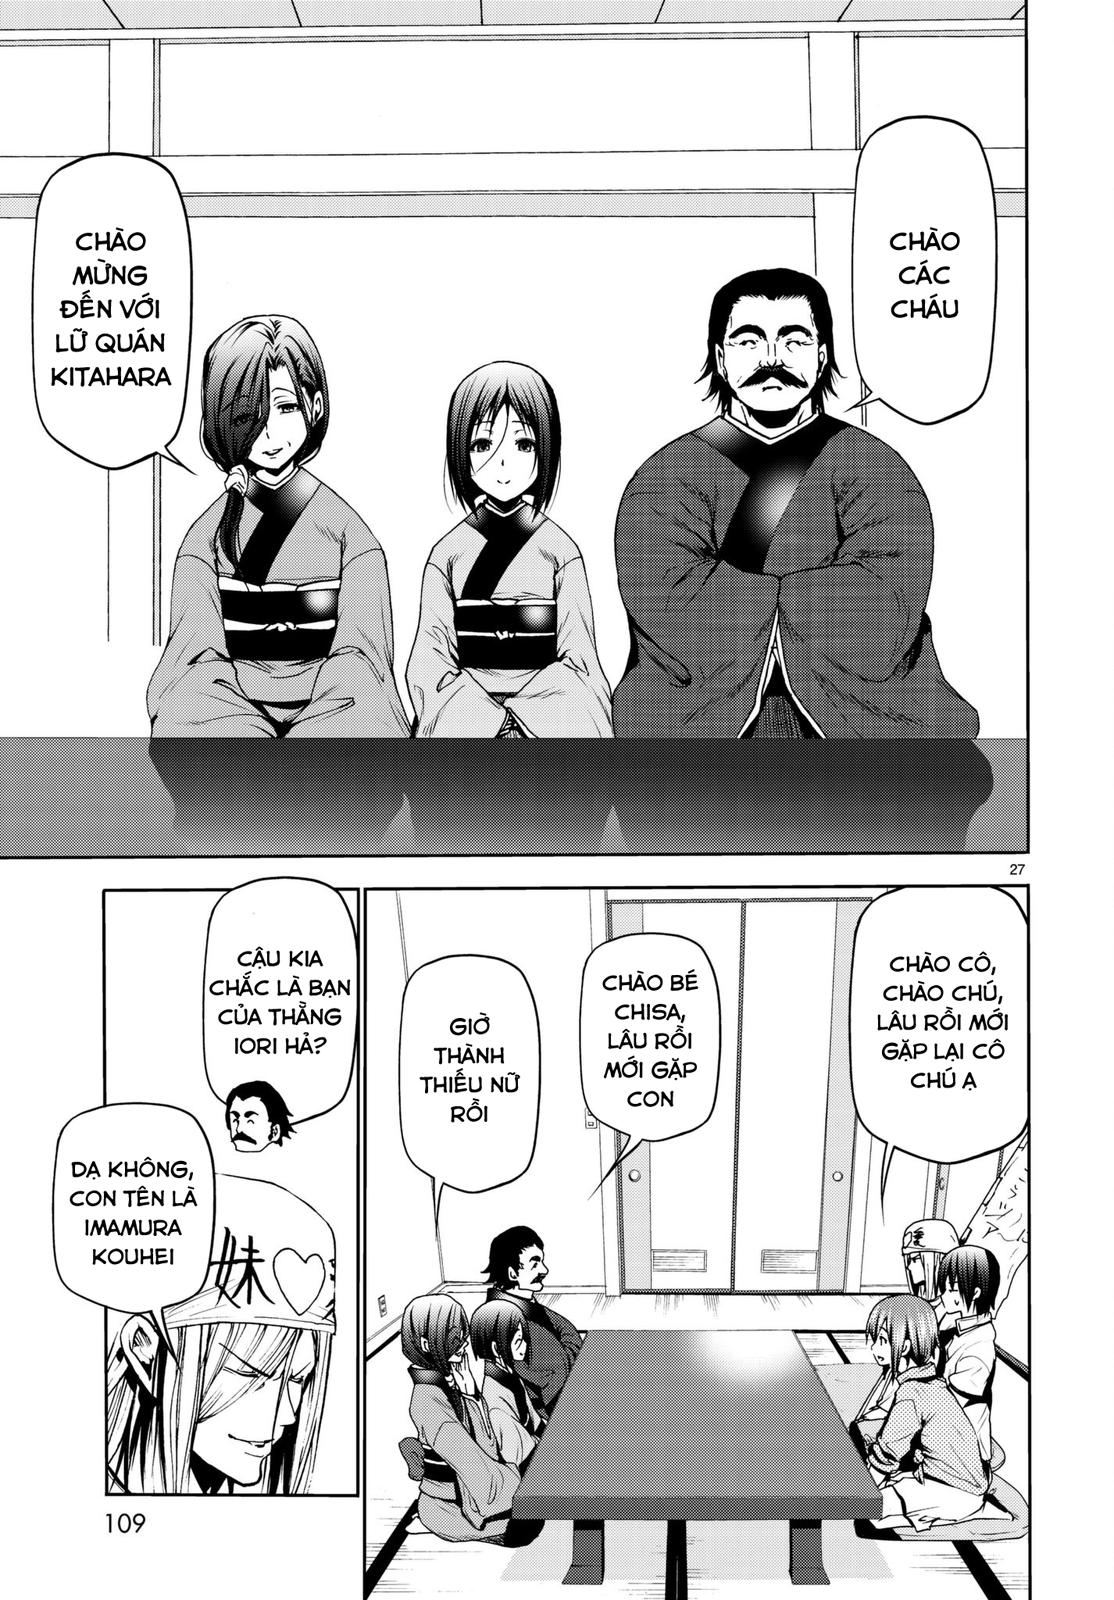 CHÀO
CÁC
CHÁU
CHÀO
MỪNG
ĐẾN VỚI
LỮ QUÁN
KITAHARA
27
CHÀO CÔ,
CHÀO CHÚ,
LÂU RỒI MỚI
GẶP LẠI CÔ
CHÚ Ạ
CHÀO BÉ
CHISA,
LÂU RỒI
MỚI GẶP
CON
GIỜ
THÀNH
THIẾU NỮ
RỒI
CẬU KIA
CHẮC LÀ BẠN
CỦA THẰNG
IORI HẢ?
DẠ KHÔNG,
CON TÊN LÀ
IMAMURA
KOUHEI
妹♡
109